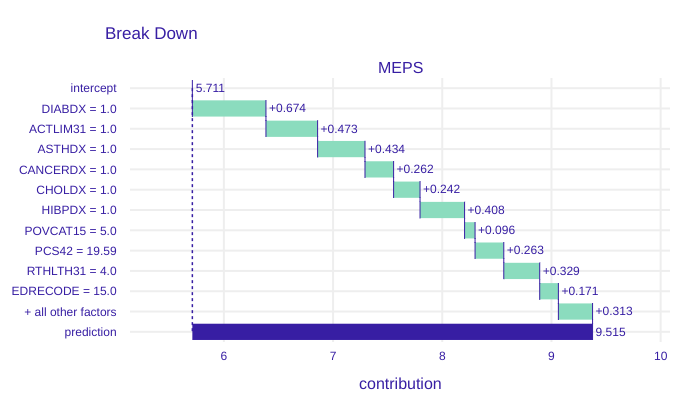 Break Down
MEPS
intercept 5.711
DIABDX = 1.0 +0.674
ACTLIM31 = 1.0 +0.473
ASTHDX = 1.0 +0.434
CANCERDX = 1.0 +0.262
CHOLDX = 1.0 +0.242
HIBPDX = 1.0 +0.408
POVCAT15 = 5.0 +0.096
PCS42 = 19.59 +0.263
RTHLTH31 = 4.0 +0.329
EDRECODE = 15.0 +0.171
+ all other factors +0.313
prediction 9.515
6 7 8 9 10
contribution